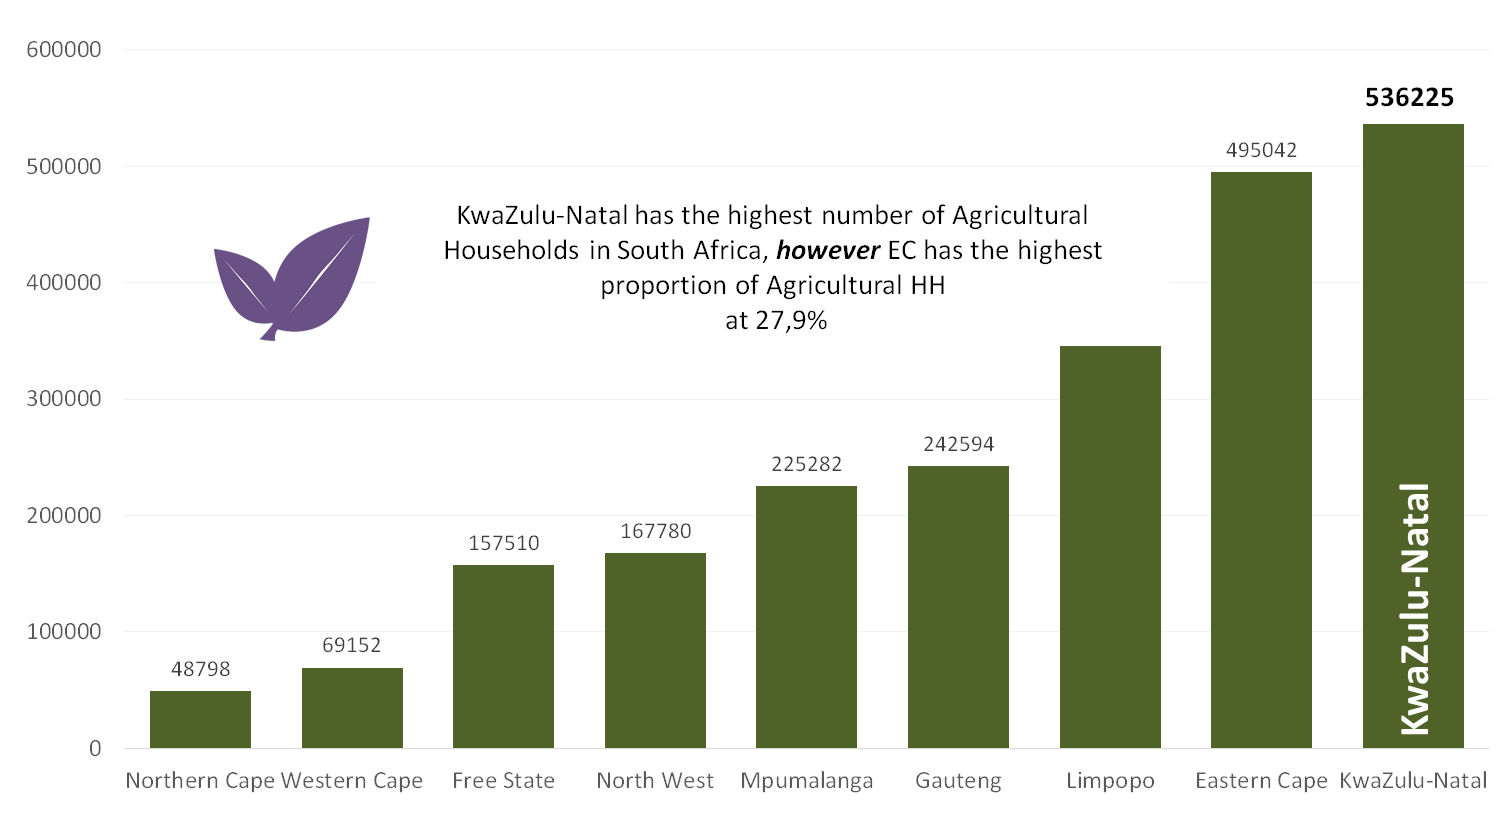 600000
500000
400000
300000
200000
100000
0
KwaZulu-Natal has the highest number of Agricultural
Households in South Africa, however EC has the highest
proportion of Agricultural HH
at 27,9%
48798
69152
157510
167780
225282
242594
495042
536225
KwaZulu-Natal
Northern Cape
Western Cape
Free State
North West
Mpumalanga
Gauteng
Limpopo
Eastern Cape
KwaZulu-Natal